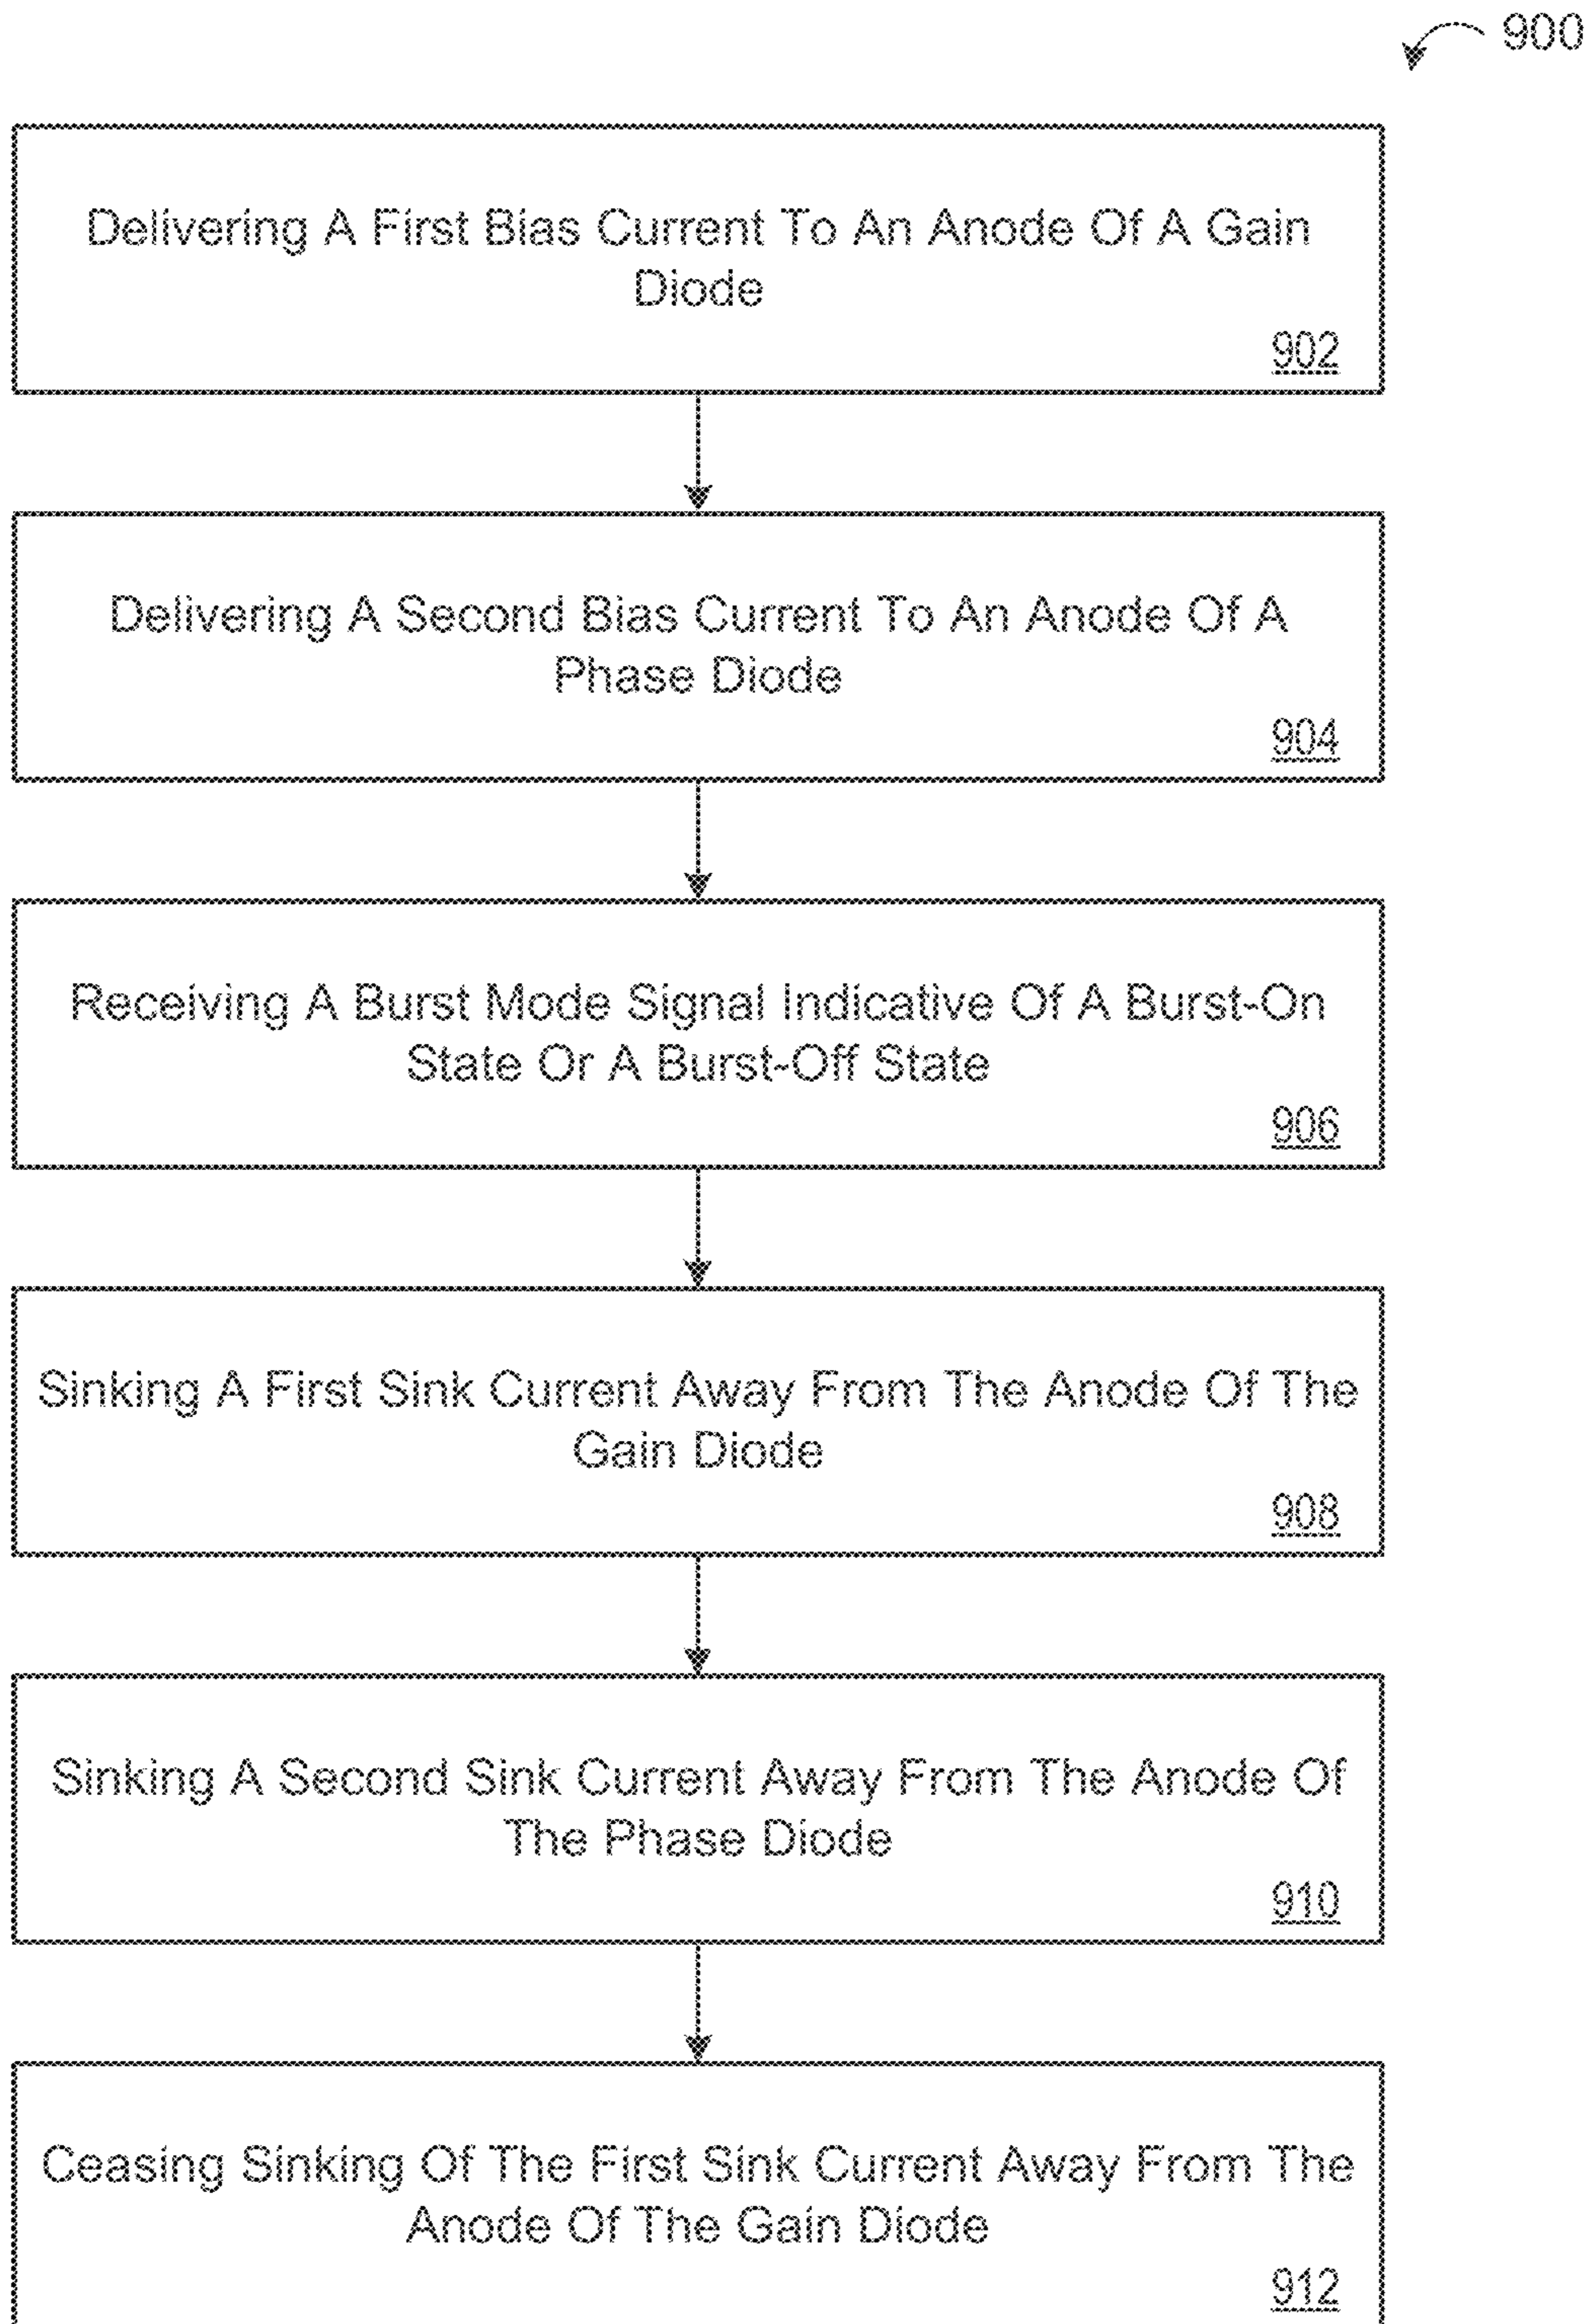 900
Delivering A First Bias Current To An Anode Of A Gain
Diode
902
Delivering A Second Bias Current To An Anode Of A
Phase Diode
904
Receiving A Burst Mode Signal Indicative Of A Burst-On
State Or A Burst-Off State
906
Sinking A First Sink Current Away From The Anode Of The
Gain Diode
908
Sinking A Second Sink Current Away From The Anode Of
The Phase Diode
910
Ceasing Sinking Of The First Sink Current Away From The
Anode Of The Gain Diode
912